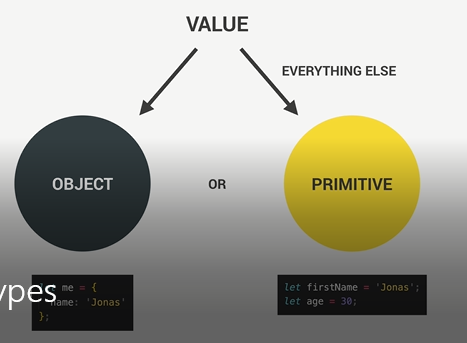 VALUE
EVERYTHING ELSE
OBJECT
OR
PRIMITIVE
me = {
name: 'Jonas'
};
ypes
let firstName = 'Jonas';
let age = 30;